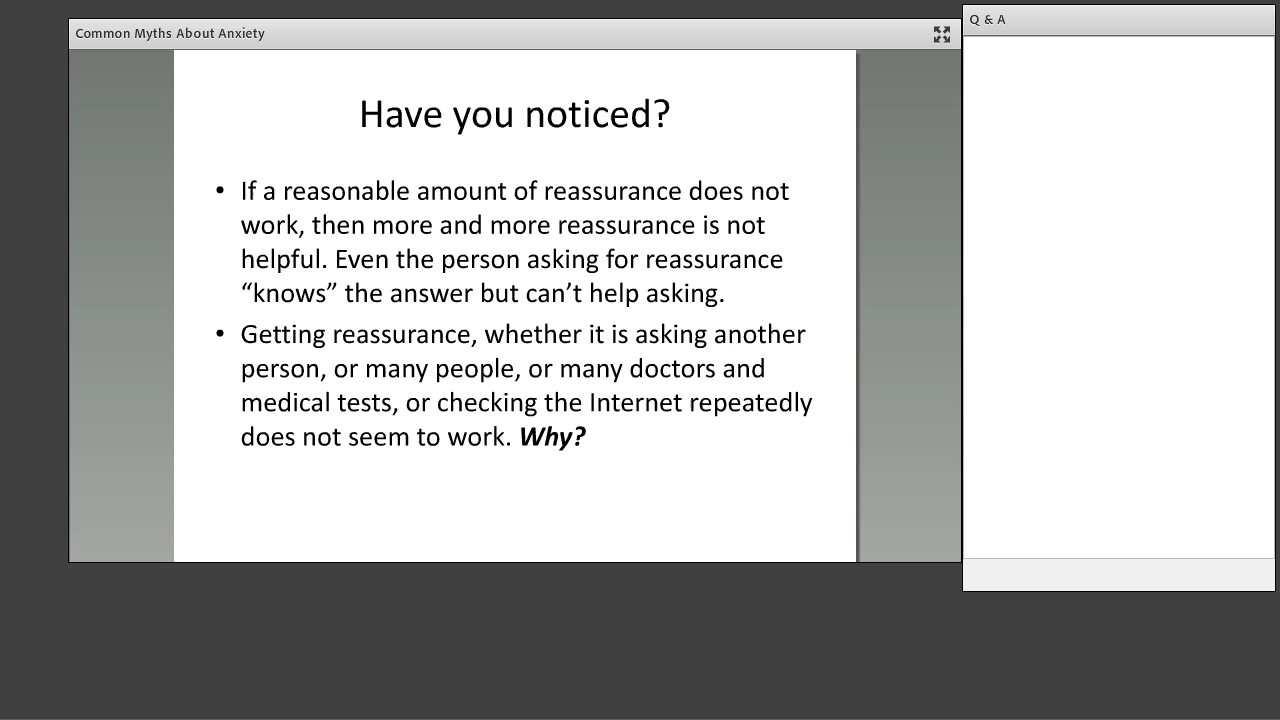 Common Myths About Anxiety
Q & A
Have you noticed?
• If a reasonable amount of reassurance does not
work, then more and more reassurance is not
helpful. Even the person asking for reassurance
“knows” the answer but can’t help asking.
• Getting reassurance, whether it is asking another
person, or many people, or many doctors and
medical tests, or checking the Internet repeatedly
does not seem to work. Why?